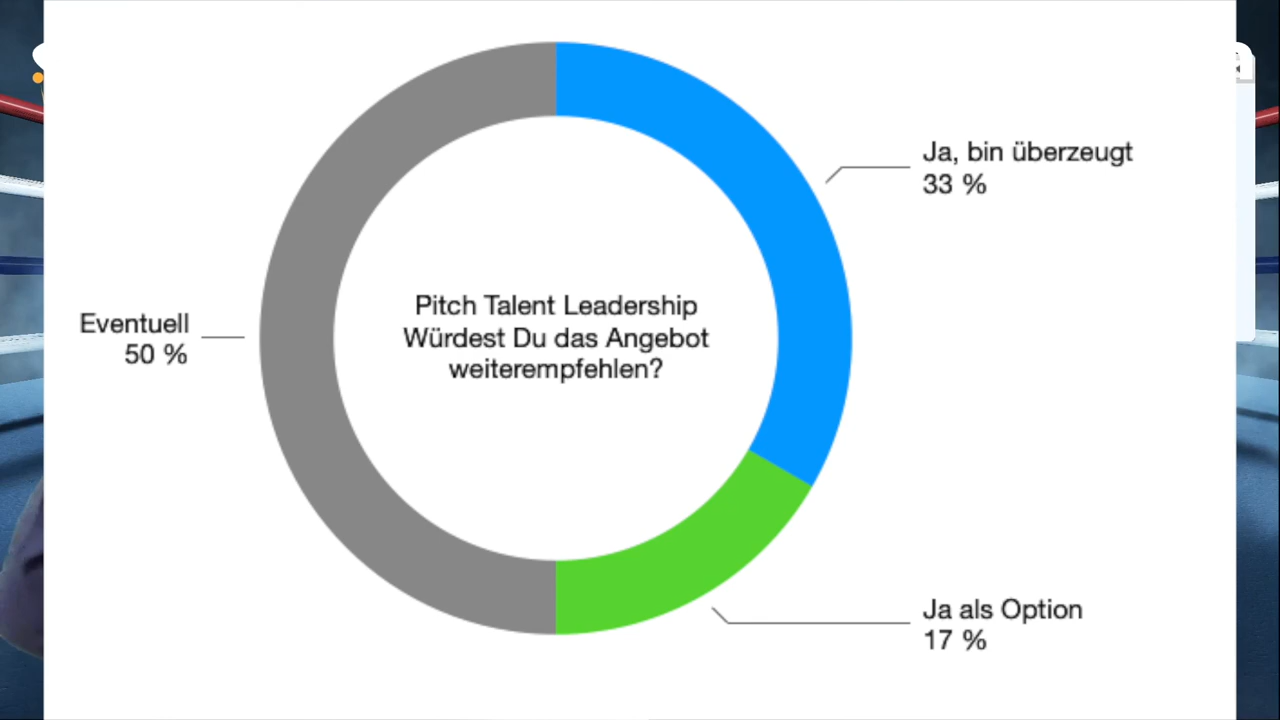 Ja, bin überzeugt
33 %
Pitch Talent Leadership
Würdest Du das Angebot
weiterempfehlen?
Eventuell
50 %
Ja als Option
17 %